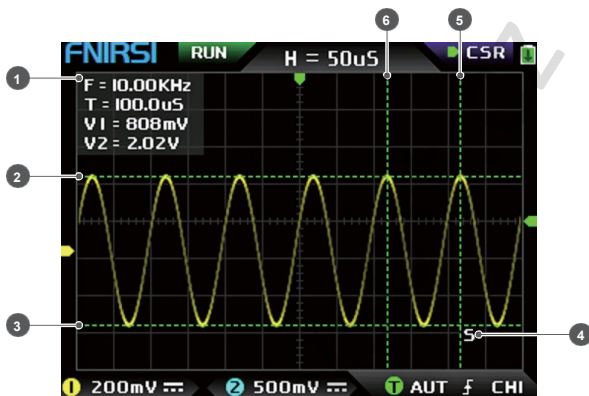 6 5
FNIRSI RUN H = 50uS CSR
1
F = 10.00KHz
T = 100.0uS
V1 = 808mV
V2 = 2.02V
2
3
S 4
1 200mV 2 500mV T AUT CH1